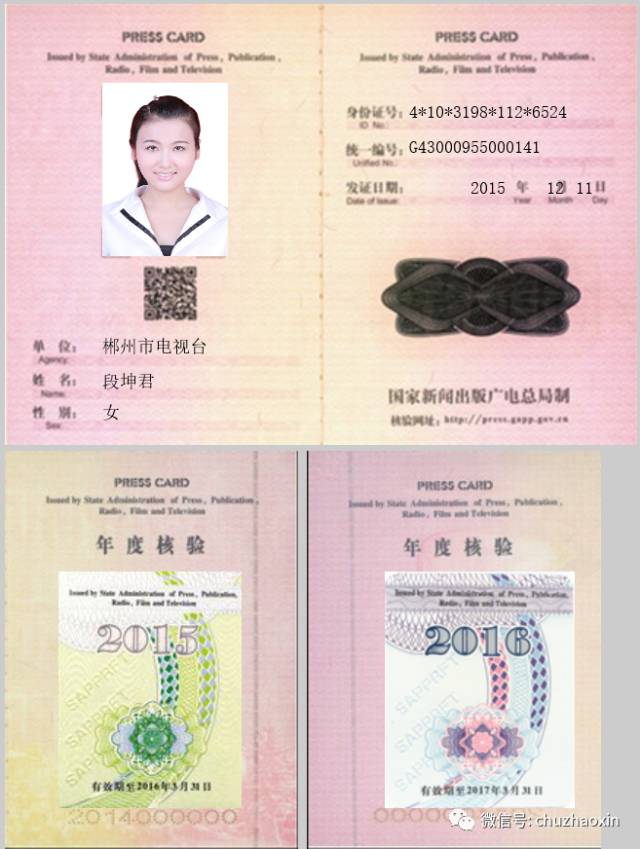 PRESS CARD
Issued by State Administration of Press, Publication,
Radio, Film and Television
单 位: 郴州市电视台
Agency:
姓 名: 段坤君
Name:
性 别: 女
Sex:
PRESS CARD
Issued by State Administration of Press, Publication,
Radio, Film and Television
身份证号: 4*10*3198*112*6524
ID No.:
统一编号: G43000955000141
Unified No.:
发证日期: 2015 年 12月 11日
Date of Issue: Year Month Day
国家新闻出版广电总局制
核验网址: http://press.gapp.gov.cn
PRESS CARD
Issued by State Administration of Press, Publication,
Radio, Film and Television
年度核验
Issued by State Administration of Press, Publication,
Radio, Film and Television
2015
SAPPRFT
SAPPRFT
SAPPRFT
有效期至2016年3月31日
2014000000
PRESS CARD
Issued by State Administration of Press, Publication,
Radio, Film and Television
年度核验
Issued by State Administration of Press, Publication,
Radio, Film and Television
2016
SAPPRFT
SAPPRFT
有效期至2017年3月31日
微信号: chuzhaoxin